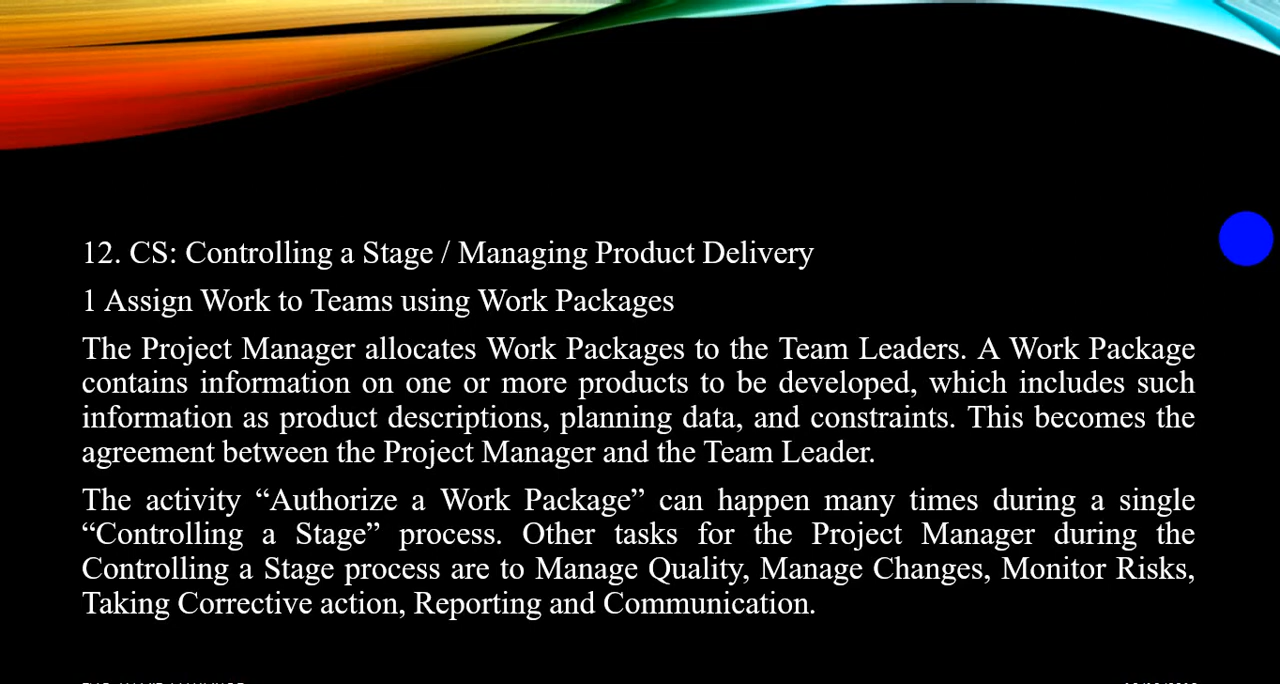 12. CS: Controlling a Stage / Managing Product Delivery
1 Assign Work to Teams using Work Packages
The Project Manager allocates Work Packages to the Team Leaders. A Work Package
contains information on one or more products to be developed, which includes such
information as product descriptions, planning data, and constraints. This becomes the
agreement between the Project Manager and the Team Leader.
The activity “Authorize a Work Package” can happen many times during a single
“Controlling a Stage” process. Other tasks for the Project Manager during the
Controlling a Stage process are to Manage Quality, Manage Changes, Monitor Risks,
Taking Corrective action, Reporting and Communication.